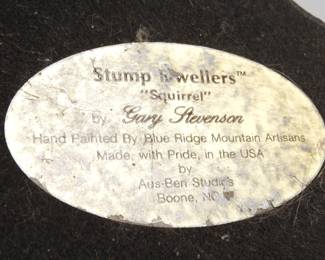 Stump Dwellers™
"Squirrel"
by Gary Stevenson
Hand Painted By Blue Ridge Mountain Artisans
Made, with Pride, in the USA
by
Aus-Ben Studios
Boone, NC